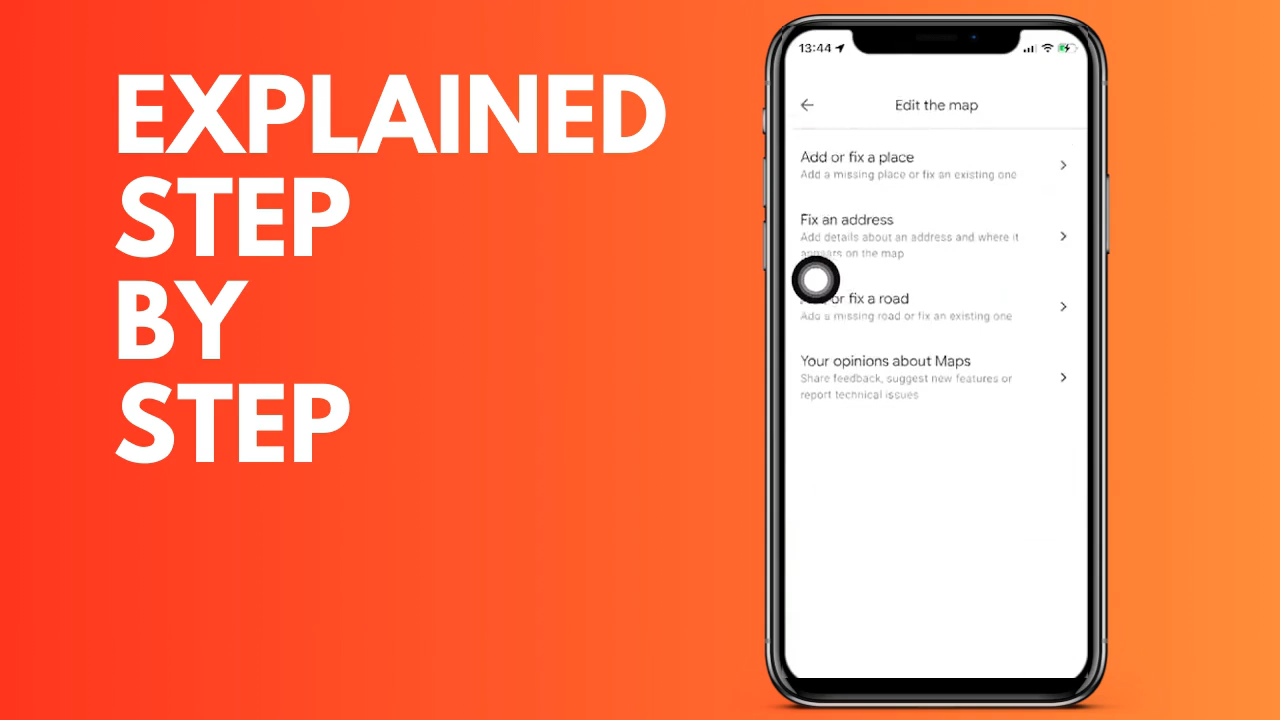 EXPLAINED
STEP
BY
STEP
13:44
Edit the map
Add or fix a place
Add a missing place or fix an existing one
Fix an address
Add details about an address and where it
appears on the map
or fix a road
Add a missing road or fix an existing one
Your opinions about Maps
Share feedback, suggest new features or
report technical issues